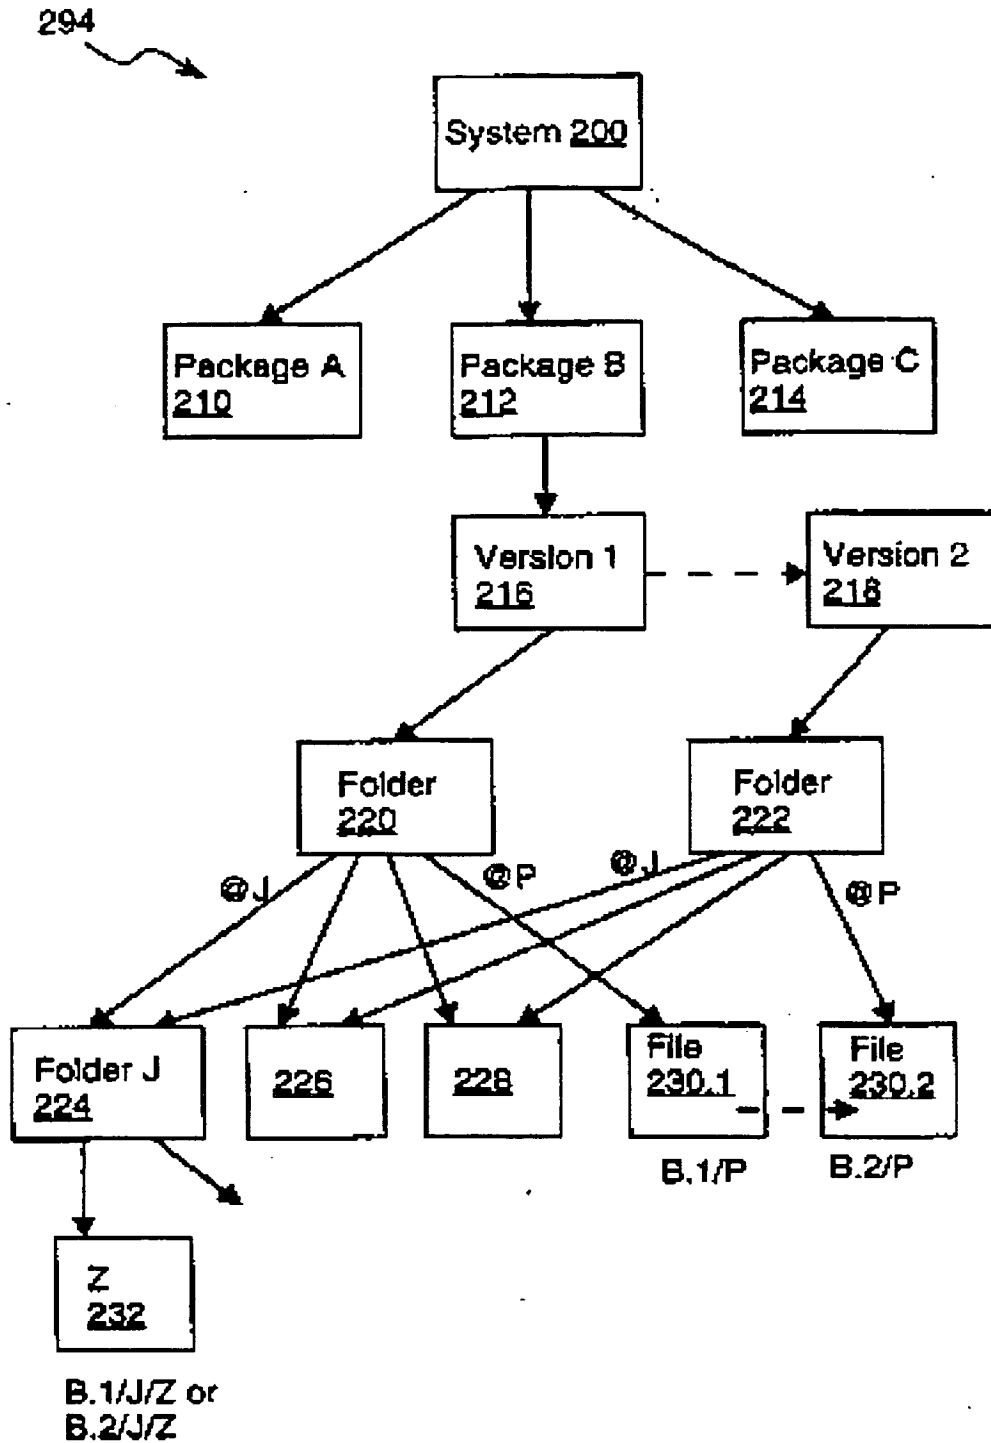 294
System 200
Package A
210
Package B
212
Package C
214
Version 1
216
Version 2
218
Folder
220
Folder
222
@J
@P
@J
@P
Folder J
224
226
228
File
230.1
File
230.2
B.1/P
B.2/P
Z
232
B.1/J/Z or
B.2/J/Z